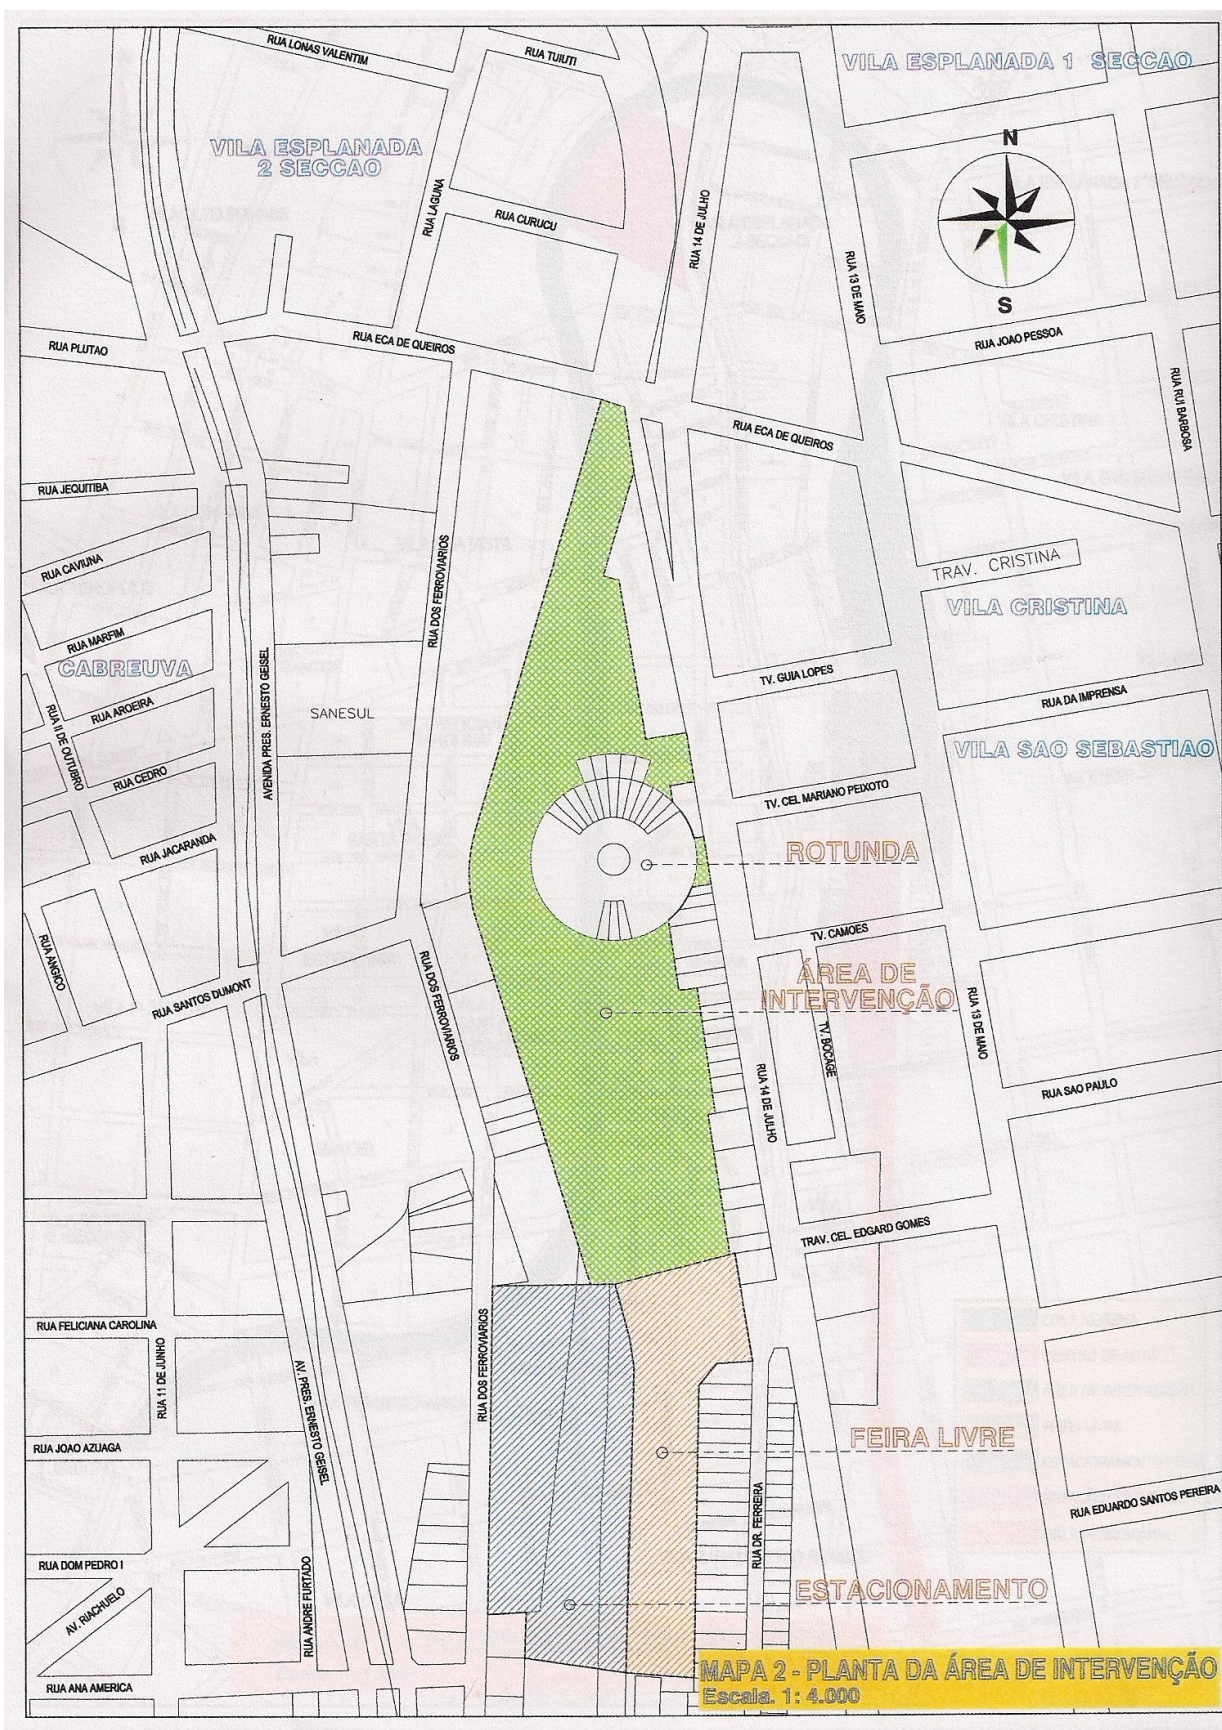 RUA LONAS VALENTIM
RUA TUIUTI
VILA ESPLANADA 1 SECCAO
VILA ESPLANADA
2 SECCAO
N
S
RUA LAGUNA
RUA CURUCU
RUA 14 DE JULHO
RUA 13 DE MAIO
RUA JOAO PESSOA
RUA PLUTAO
RUA ECA DE QUEIROS
RUA RUI BARBOSA
RUA ECA DE QUEIROS
RUA JEQUITIBA
RUA CAVIUNA
RUA DOS FERROVIARIOS
TRAV. CRISTINA
VILA CRISTINA
RUA MARFIM
CABREUVA
TV. GUIA LOPES
RUA DA IMPRENSA
RUA AROEIRA
RUA II DE OUTUBRO
AVENIDA PRES. ERNESTO GEISEL
SANESUL
VILA SAO SEBASTIAO
RUA CEDRO
TV. CEL MARIANO PEIXOTO
RUA JACARANDA
ROTUNDA
TV. CAMOES
RUA ANGICO
RUA SANTOS DUMONT
RUA DOS FERROVIARIOS
ÁREA DE
INTERVENÇÃO
RUA 13 DE MAIO
TV. BOCAGE
RUA 14 DE JULHO
RUA SAO PAULO
TRAV. CEL. EDGARD GOMES
RUA FELICIANA CAROLINA
RUA 11 DE JUNHO
RUA DOS FERROVIARIOS
AV. PRES. ERNESTO GEISEL
RUA JOAO AZUAGA
FEIRA LIVRE
RUA EDUARDO SANTOS PEREIRA
RUA DR. FERREIRA
RUA DOM PEDRO I
AV. RIACHUELO
RUA ANDRE FURTADO
ESTACIONAMENTO
RUA ANA AMERICA
MAPA 2 - PLANTA DA ÁREA DE INTERVENÇÃO
Escala. 1: 4.000